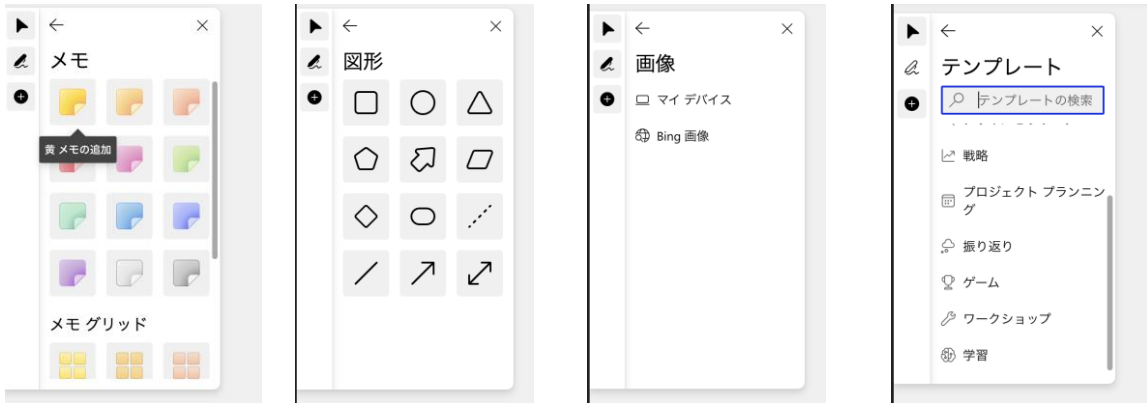 メモ
黄 メモの追加
メモ グリッド
図形
画像
マイ デバイス
Bing 画像
テンプレート
テンプレートの検索
戦略
プロジェクト プランニン
グ
振り返り
ゲーム
ワークショップ
学習